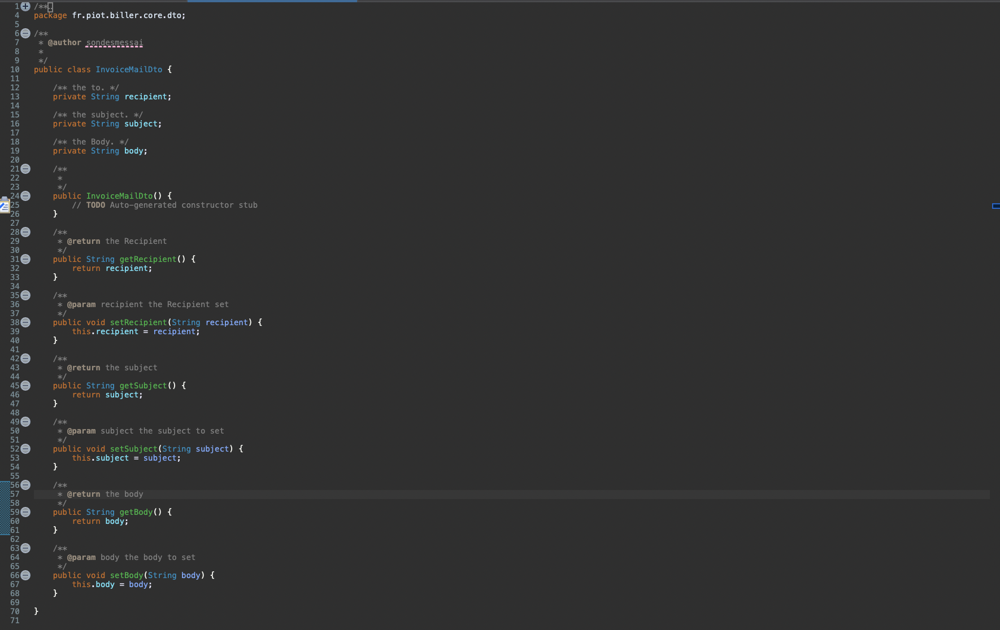 1 /**
4 package fr.piot.biller.core.dto;
5
6 /**
7 * @author sondesmessai
8 *
9 */
10 public class InvoiceMailDto {
11
12 /** the to. */
13 private String recipient;
14
15 /** the subject. */
16 private String subject;
17
18 /** the Body. */
19 private String body;
20
21 /**
22 *
23 */
24 public InvoiceMailDto() {
25 // TODO Auto-generated constructor stub
26 }
27
28 /**
29 * @return the Recipient
30 */
31 public String getRecipient() {
32 return recipient;
33 }
34
35 /**
36 * @param recipient the Recipient set
37 */
38 public void setRecipient(String recipient) {
39 this.recipient = recipient;
40 }
41
42 /**
43 * @return the subject
44 */
45 public String getSubject() {
46 return subject;
47 }
48
49 /**
50 * @param subject the subject to set
51 */
52 public void setSubject(String subject) {
53 this.subject = subject;
54 }
55
56 /**
57 * @return the body
58 */
59 public String getBody() {
60 return body;
61 }
62
63 /**
64 * @param body the body to set
65 */
66 public void setBody(String body) {
67 this.body = body;
68 }
69
70 }
71